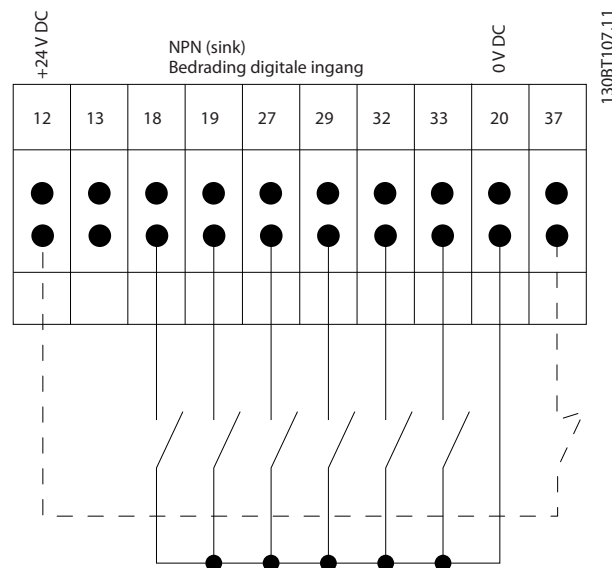 +24 V DC
NPN (sink)
Bedrading digitale ingang
0 V DC
130BT107.11
12 13 18 19 27 29 32 33 20 37